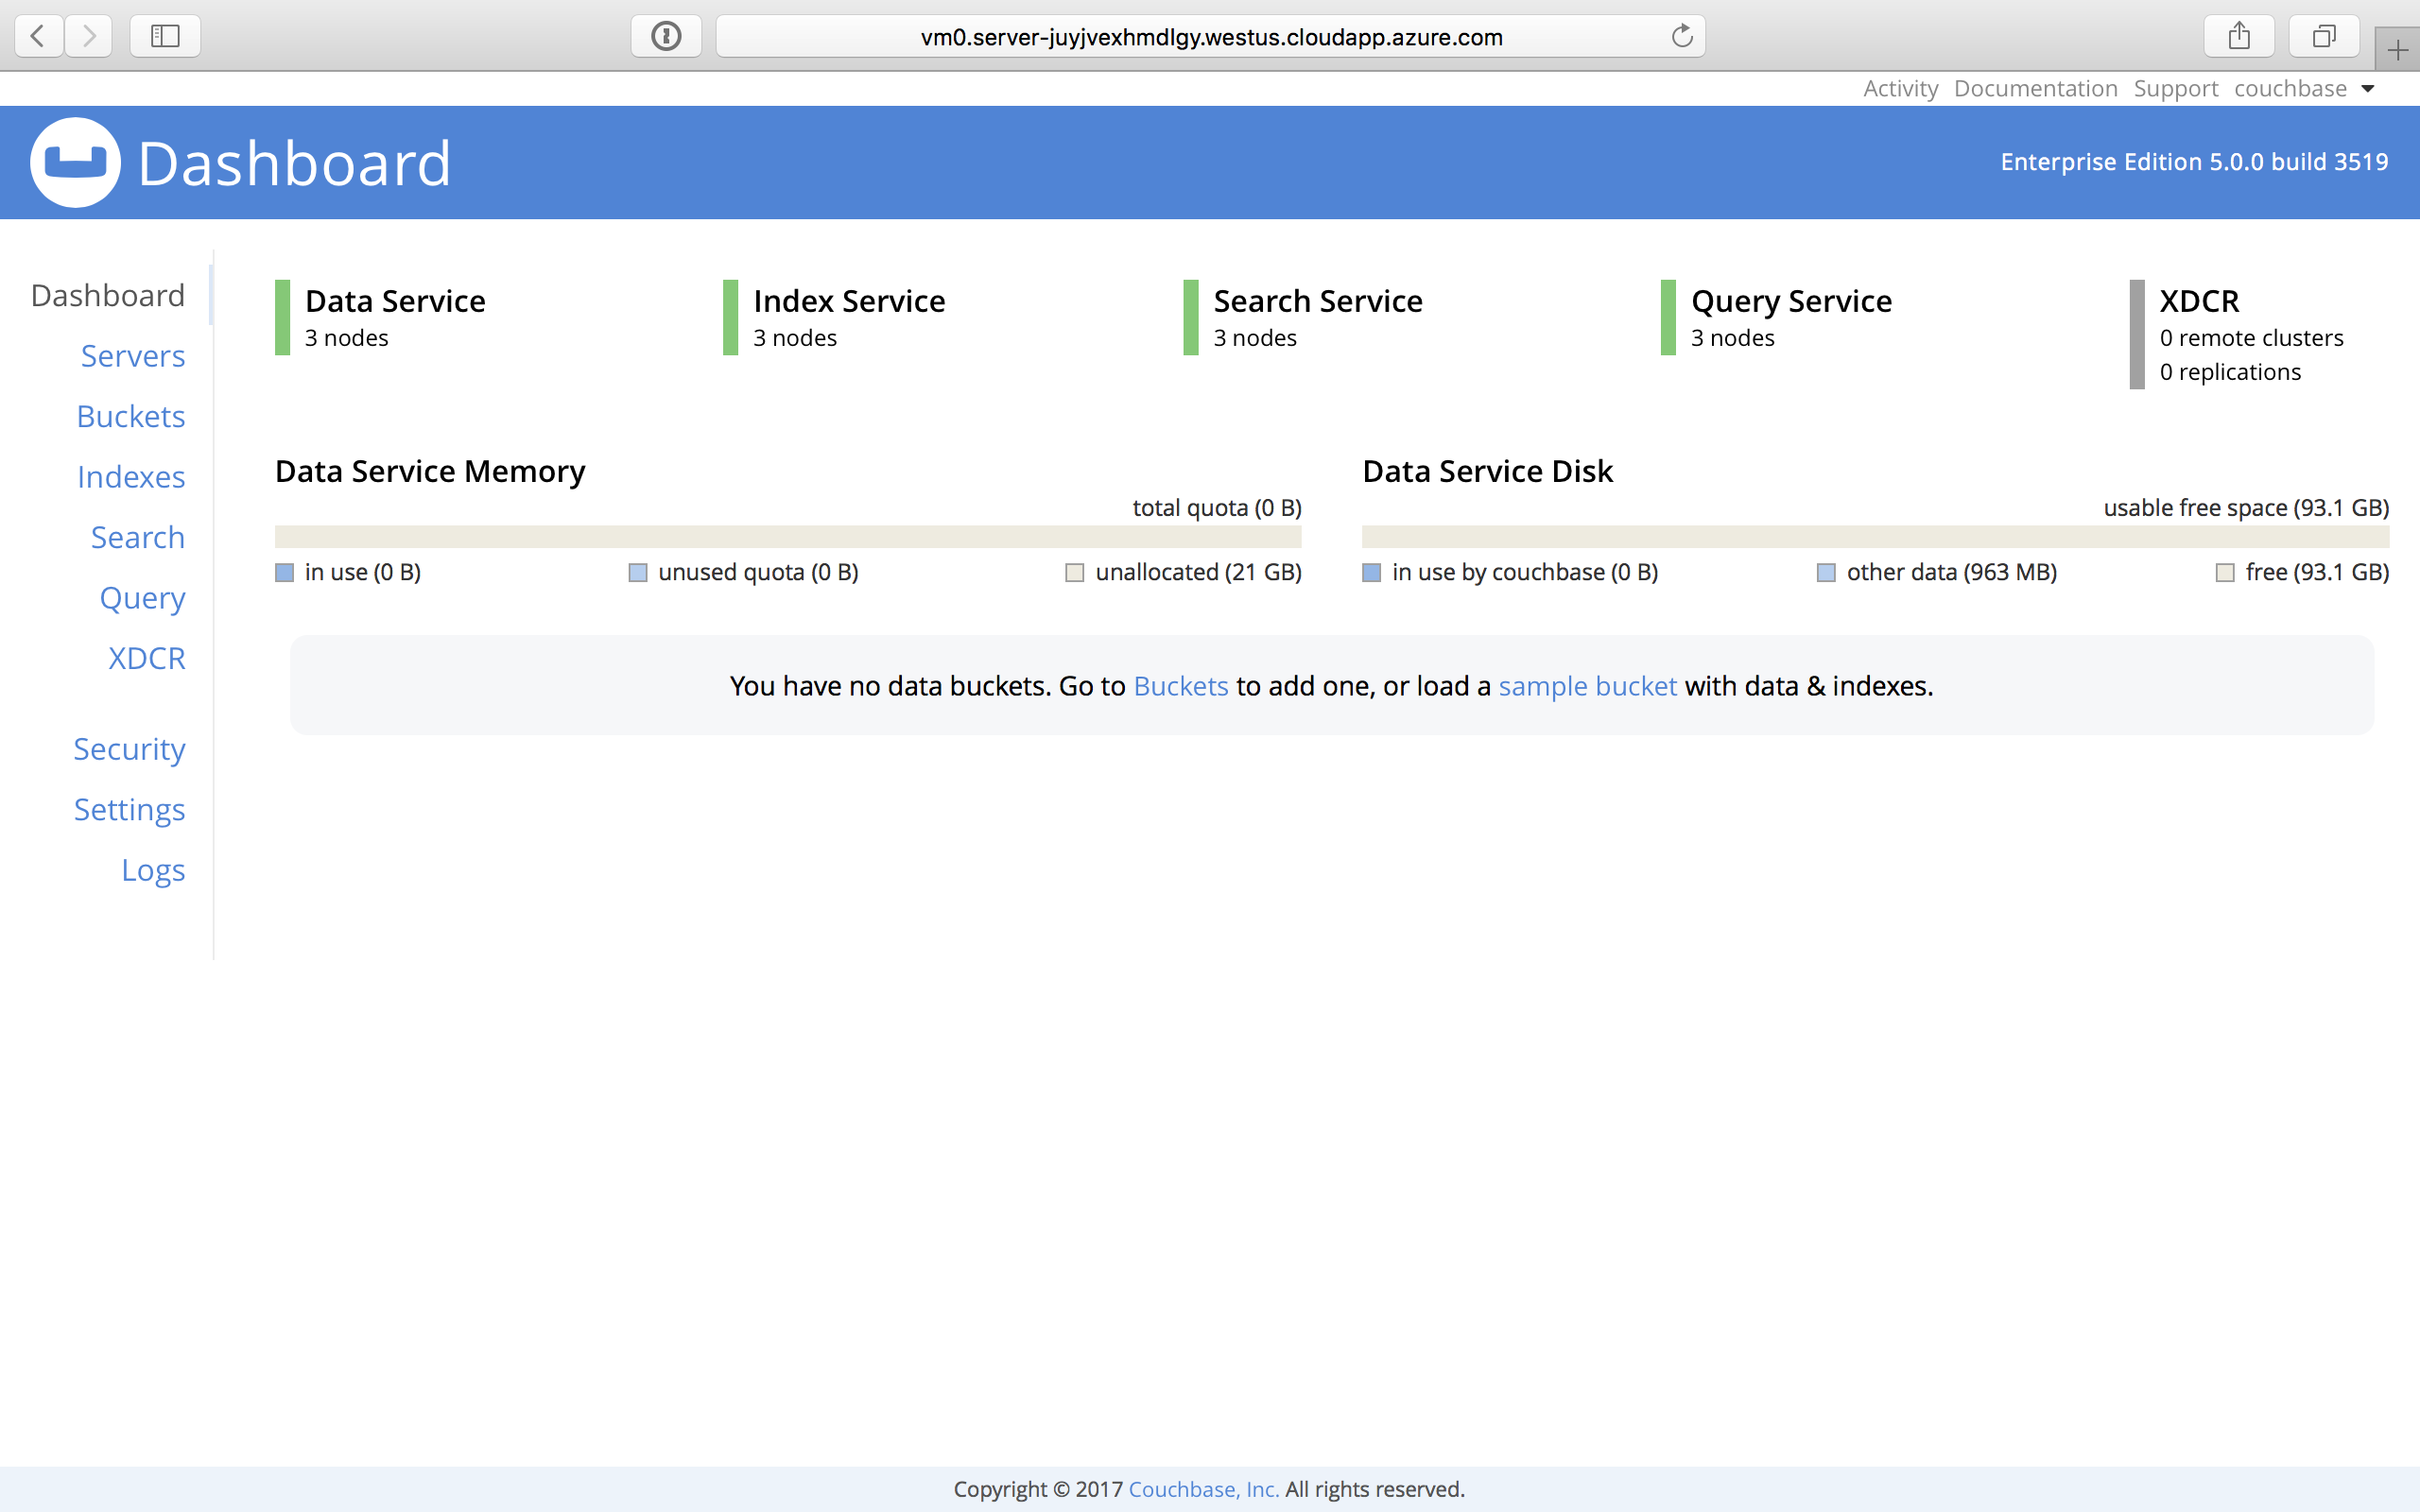 vm0.server-juyjvexhmdlgy.westus.cloudapp.azure.com
Activity Documentation Support couchbase
Dashboard
Enterprise Edition 5.0.0 build 3519
Dashboard
Servers
Buckets
Indexes
Search
Query
XDCR
Security
Settings
Logs
Data Service
3 nodes
Index Service
3 nodes
Search Service
3 nodes
Query Service
3 nodes
XDCR
0 remote clusters
0 replications
Data Service Memory
total quota (0 B)
in use (0 B) unused quota (0 B) unallocated (21 GB)
Data Service Disk
usable free space (93.1 GB)
in use by couchbase (0 B) other data (963 MB) free (93.1 GB)
You have no data buckets. Go to Buckets to add one, or load a sample bucket with data & indexes.
Copyright © 2017 Couchbase, Inc. All rights reserved.